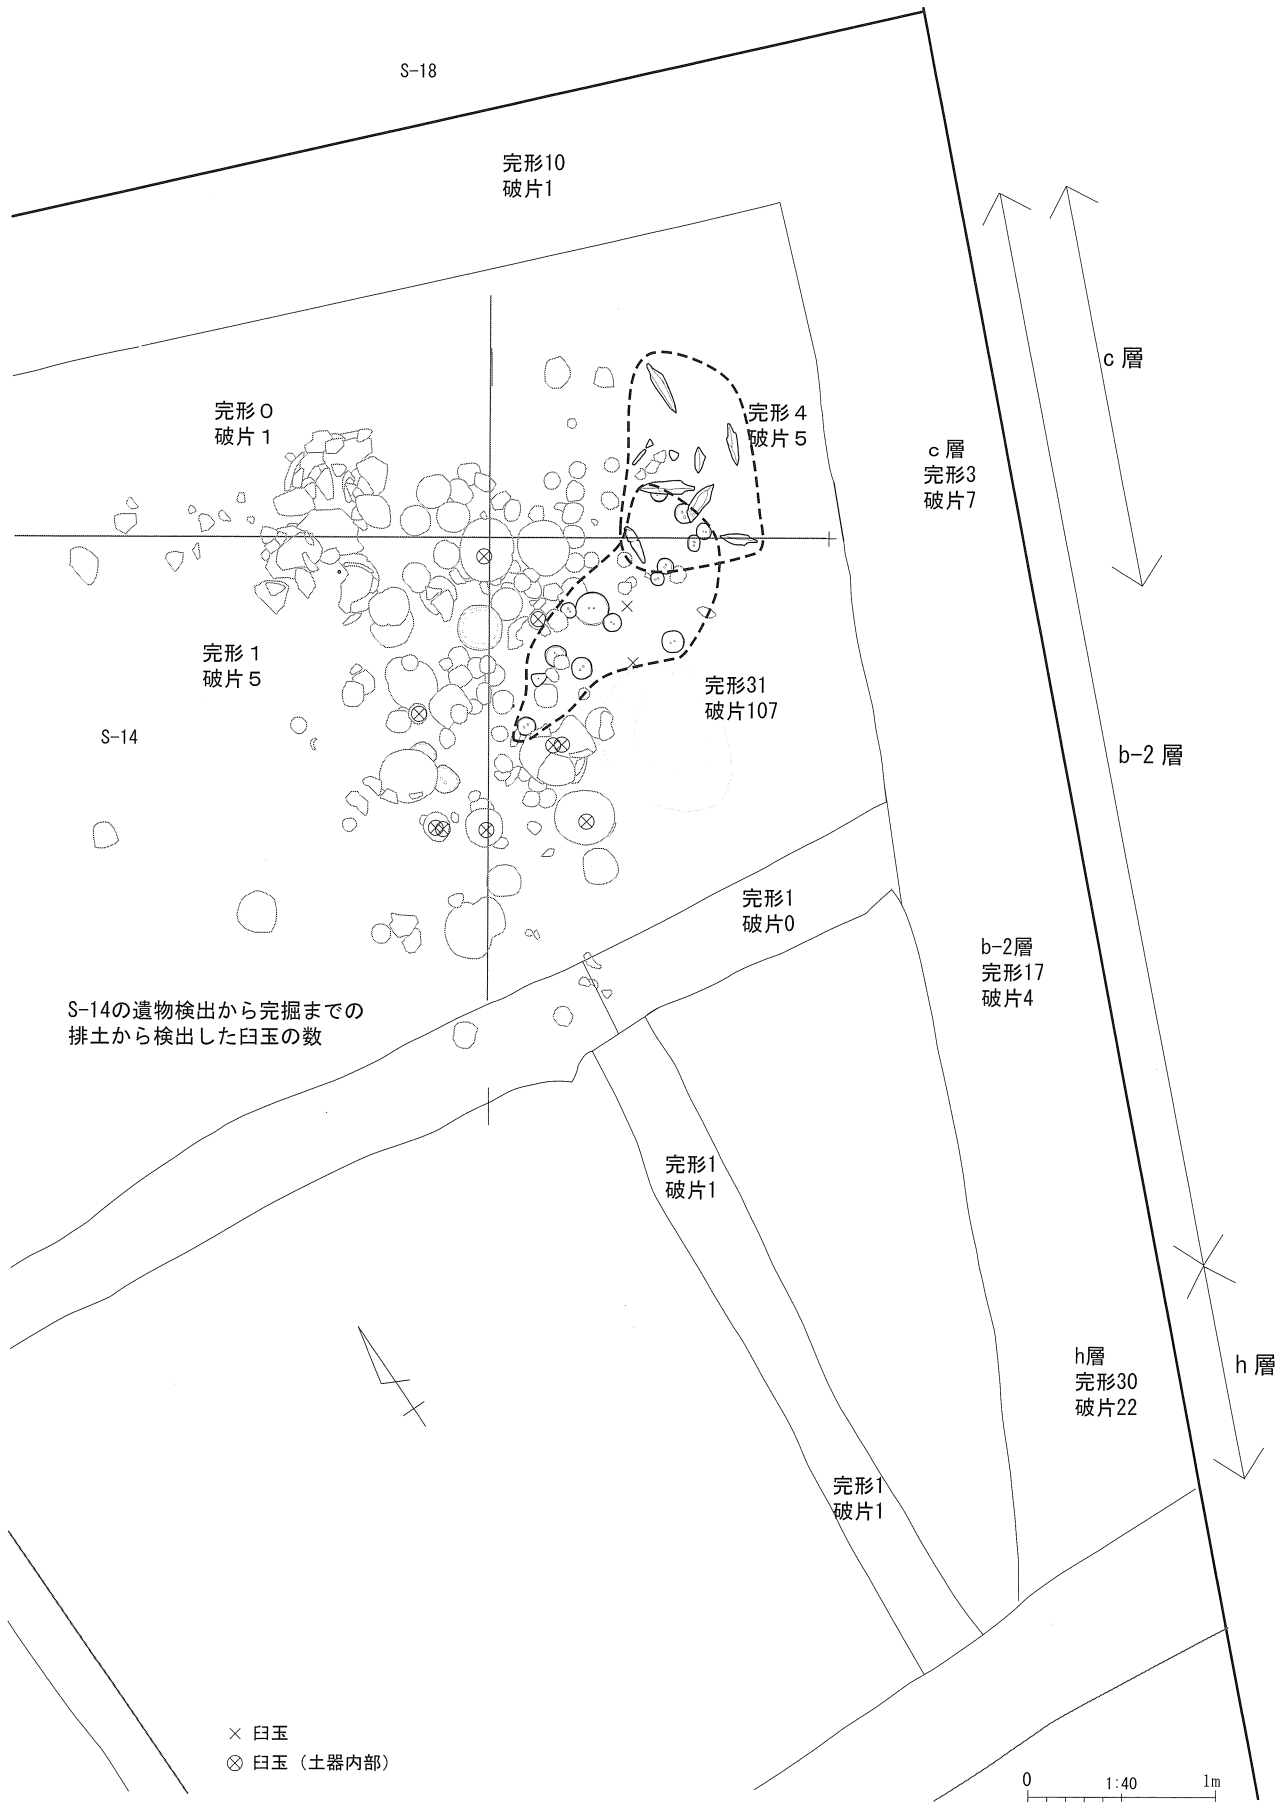 S-18
完形10
破片1
c 層
完形０
破片１
完形４
破片５
c 層
完形3
破片7
完形１
破片５
完形31
破片107
S-14
b-2 層
完形1
破片0
b-2層
完形17
破片4
S-14の遺物検出から完掘までの
排土から検出した臼玉の数
完形1
破片1
h層
完形30
破片22
h 層
完形1
破片1
× 臼玉
⊗ 臼玉（土器内部）
0 1:40 1m